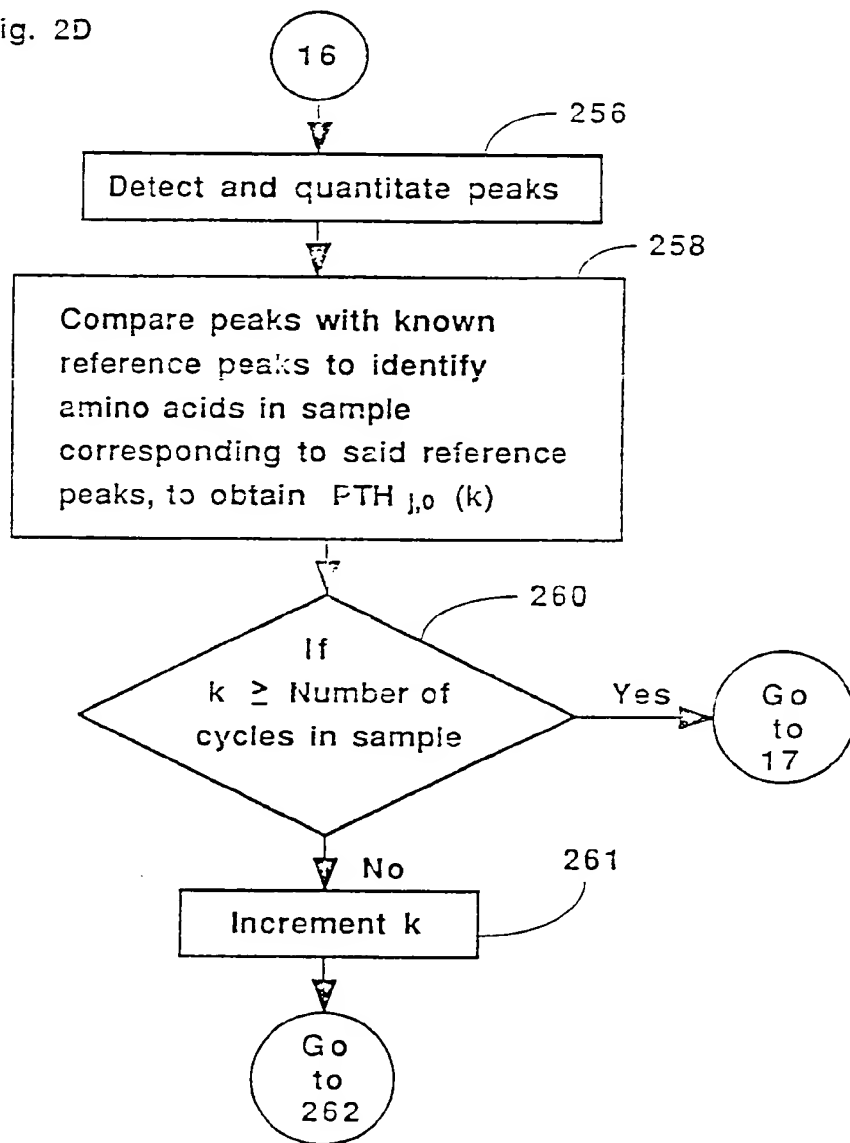 ig. 2D
16
256
Detect and quantitate peaks
258
Compare peaks with known
reference peaks to identify
amino acids in sample
corresponding to said reference
peaks, to obtain PTH j,o (k)
260
If
k ≥ Number of
cycles in sample
Yes
Go
to
17
No
261
Increment k
Go
to
262